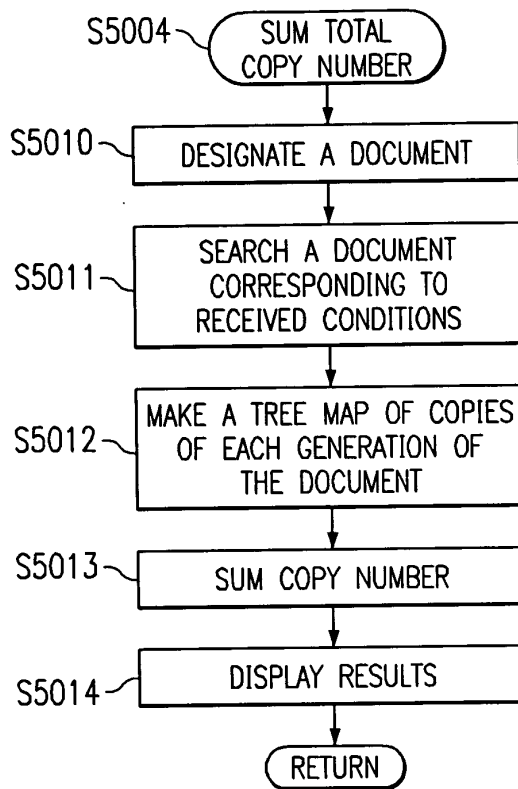 S5004
SUM TOTAL
COPY NUMBER
S5010
DESIGNATE A DOCUMENT
S5011
SEARCH A DOCUMENT
CORRESPONDING TO
RECEIVED CONDITIONS
S5012
MAKE A TREE MAP OF COPIES
OF EACH GENERATION OF
THE DOCUMENT
S5013
SUM COPY NUMBER
S5014
DISPLAY RESULTS
RETURN